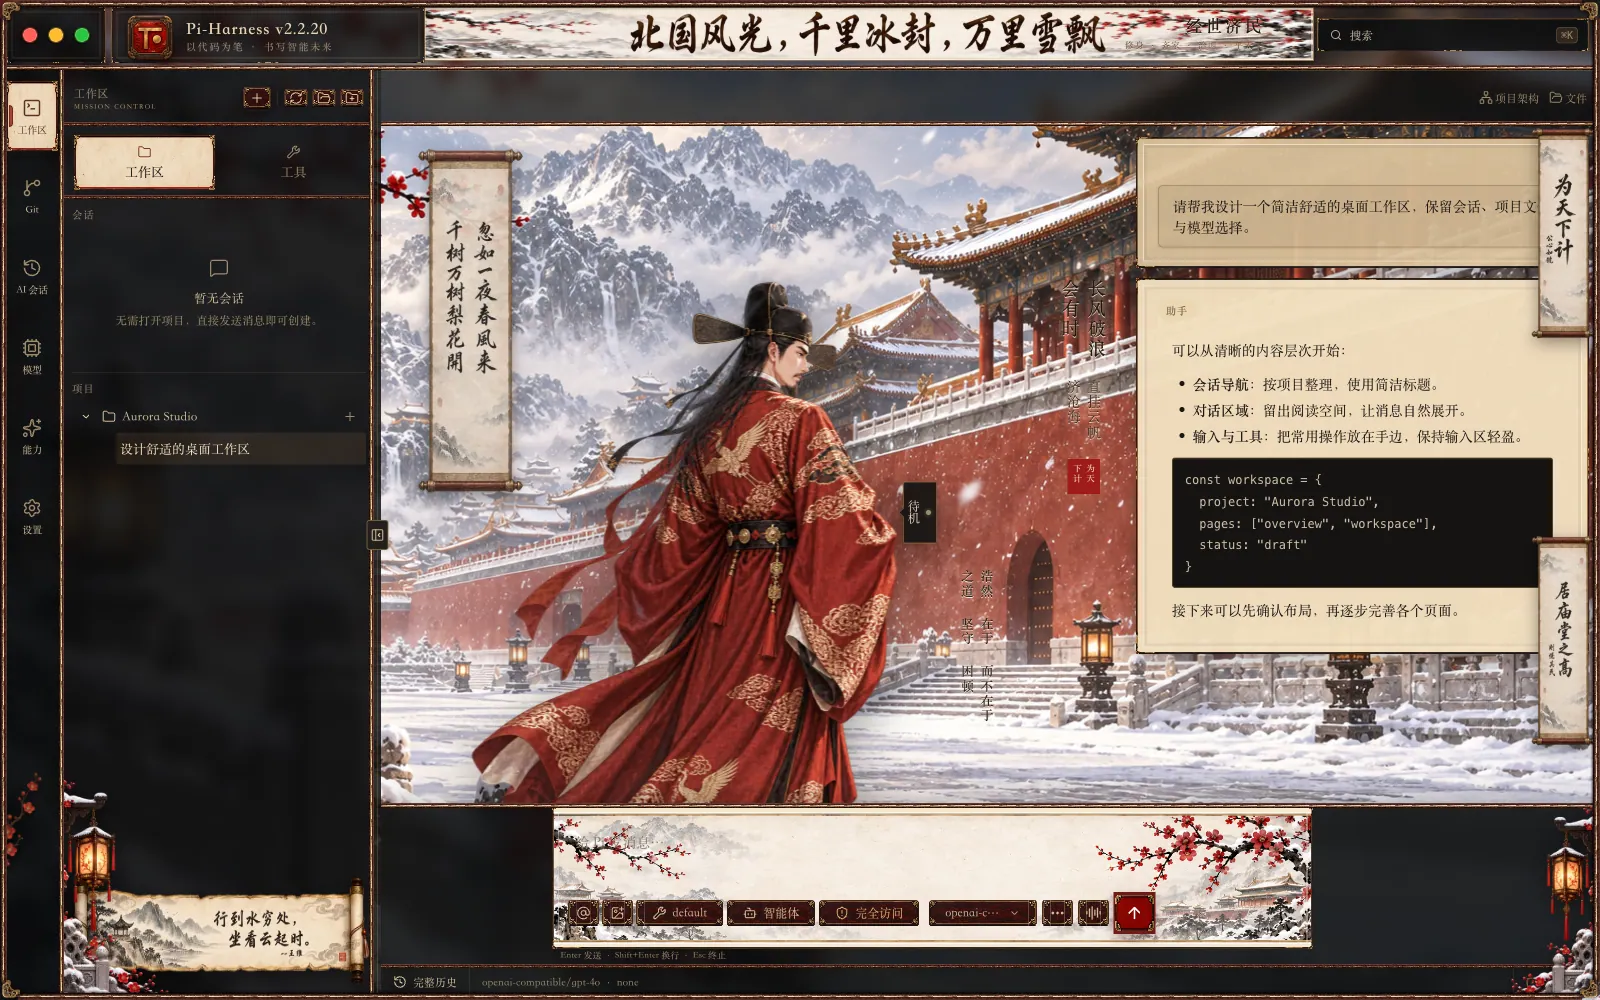 Pi-Harness v2.2.20
以代码为笔 · 书写智能未来
北国风光，千里冰封，万里雪飘
经世济民
搜索
⌘K
工作区
Git
AI 会话
模型
能力
设置
工作区
MISSION CONTROL
工作区
工具
会话
暂无会话
无需打开项目，直接发送消息即可创建。
项目
Aurora Studio
设计舒适的桌面工作区
行到水穷处，
坐看云起时。
--王维
项目架构
文件
忽如一夜春風来
千树万树梨花開
长风破浪
会有时
直挂云帆
济沧海
为天
下计
待机
浩然 在于 而不在于
之道 坚守 困顿
请帮我设计一个简洁舒适的桌面工作区，保留会话、项目文
与模型选择。
为天下计
助手
可以从清晰的内容层次开始：
会话导航：按项目整理，使用简洁标题。
对话区域：留出阅读空间，让消息自然展开。
输入与工具：把常用操作放在手边，保持输入区轻盈。
const workspace = {
project: "Aurora Studio",
pages: ["overview", "workspace"],
status: "draft"
}
接下来可以先确认布局，再逐步完善各个页面。
居庙堂之高
default
智能体
完全访问
openai-c···
Enter 发送 · Shift+Enter 换行 · Esc 终止
完整历史
openai-compatible/gpt-4o · none